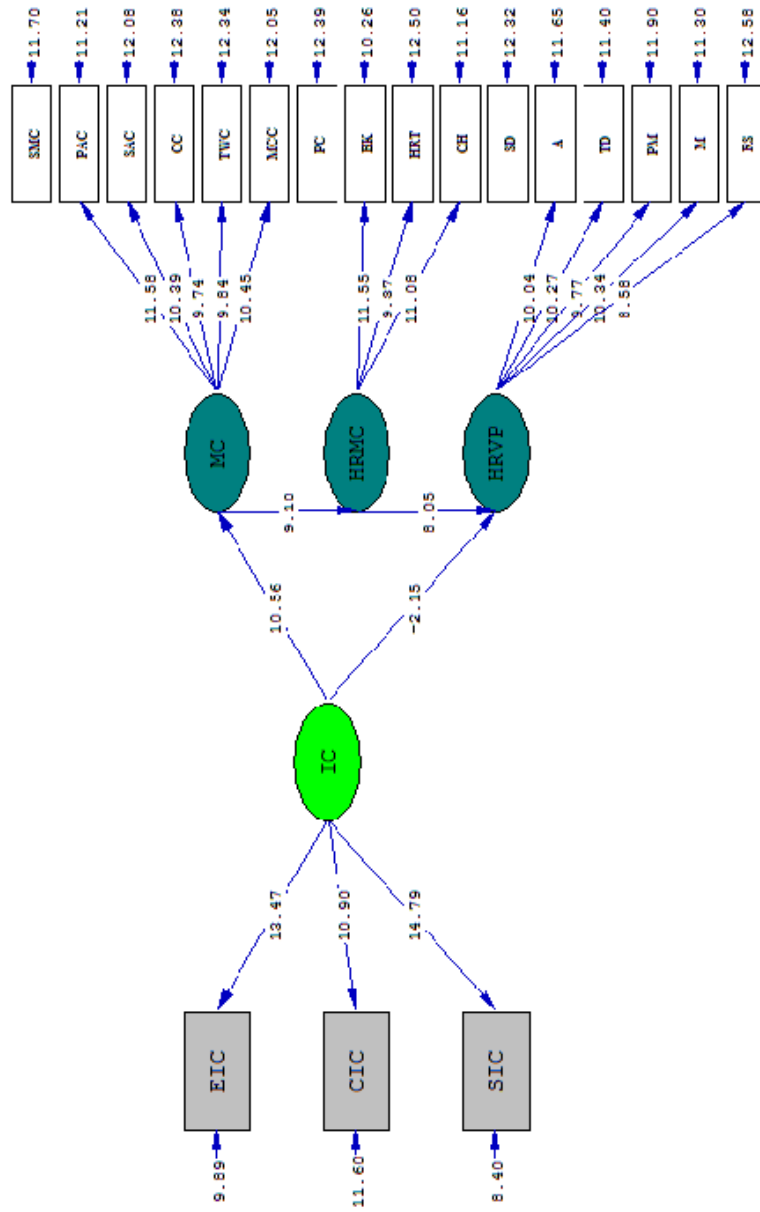 9.89
EIC
11.60
CIC
8.40
SIC
13.47
10.90
14.79
IC
10.56
-2.15
MC
9.10
HRMC
8.05
HRVP
11.58
10.39
9.74
9.84
10.45
11.55
9.87
11.08
10.04
10.27
9.77
10.34
8.58
SMC 11.70
PAC 11.21
SAC 12.08
CC 12.38
TWC 12.34
MCC 12.05
PC 12.39
10.26
HRT 12.50
CH 11.16
SD 12.32
A 11.65
TD 11.40
PM 11.90
M 11.30
12.58